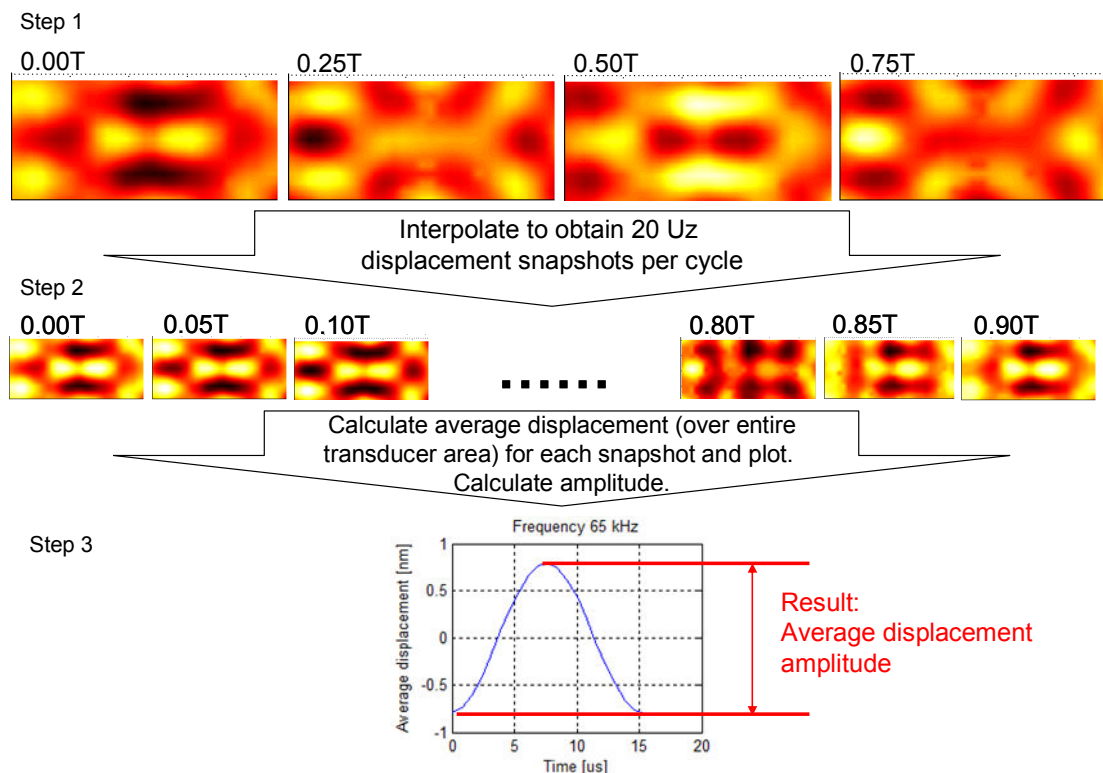 Step 1
0.00T
0.25T
0.50T
0.75T
Interpolate to obtain 20 Uz
displacement snapshots per cycle
Step 2
0.00T
0.05T
0.10T
......
0.80T
0.85T
0.90T
Calculate average displacement (over entire
transducer area) for each snapshot and plot.
Calculate amplitude.
Step 3
Frequency 65 kHz
Average displacement [nm]
1
0.5
0
-0.5
-1
0
5
10
15
20
Time [us]
Result:
Average displacement
amplitude